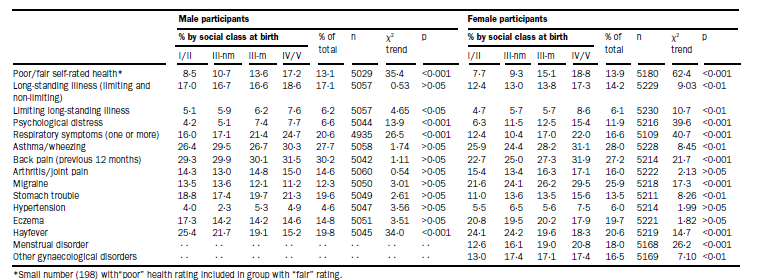 Male participants Female participants
% by social class at birth % of n χ² p % by social class at birth % of n χ² p
I/II III-nm III-m IV/V total trend I/II III-nm III-m IV/V total trend
Poor/fair self-rated health* 8·5 10·7 13·6 17·2 13·1 5029 35·4 <0·001 7·7 9·3 15·1 18·8 13·9 5180 62·4 <0·001
Long-standing illness (limiting and 17·0 16·7 16·6 18·6 17·1 5057 0·53 >0·05 12·4 13·0 13·8 17·3 14·2 5229 9·03 <0·01
non-limiting)
Limiting long-standing illness 5·1 5·9 6·2 7·6 6·2 5057 4·65 <0·05 4·7 5·7 5·7 8·6 6·1 5230 10·7 <0·01
Psychological distress 4·2 5·1 7·4 7·7 6·6 5044 13·9 <0·001 6·3 11·5 12·5 15·4 11·9 5216 39·6 <0·001
Respiratory symptoms (one or more) 16·0 17·1 21·4 24·7 20·6 4935 26·5 <0·001 12·4 10·4 17·0 22·0 16·6 5109 40·7 <0·001
Asthma/wheezing 26·4 29·5 26·7 30·3 27·7 5058 1·74 >0·05 25·9 24·4 28·2 31·1 28·0 5228 8·45 <0·01
Back pain (previous 12 months) 29·3 29·9 30·1 31·5 30·2 5042 1·11 >0·05 22·7 25·0 27·3 31·9 27·2 5214 21·7 <0·001
Arthritis/joint pain 14·3 13·0 14·8 15·0 14·6 5060 0·54 >0·05 15·4 13·4 16·3 17·1 16·0 5222 2·13 >0·05
Migraine 13·5 13·6 12·1 11·2 12·3 5050 3·01 >0·05 21·6 24·1 26·2 29·5 25·9 5218 17·3 <0·001
Stomach trouble 18·8 17·4 19·7 21·3 19·6 5049 2·61 >0·05 11·0 13·6 13·5 15·6 13·5 5211 8·26 <0·01
Hypertension 4·0 2·3 5·3 4·9 4·6 5047 3·56 >0·05 5·5 6·5 5·6 7·5 6·0 5214 1·99 >0·05
Eczema 17·3 14·2 14·2 14·6 14·8 5051 3·51 >0·05 20·8 19·5 20·2 17·9 19·7 5221 1·82 >0·05
Hayfever 25·4 21·7 19·1 15·2 19·8 5045 34·0 <0·001 24·1 24·2 19·6 18·3 20·6 5219 14·7 <0·001
Menstrual disorder ·· ·· ·· ·· ·· ·· ·· ·· 12·6 16·1 19·0 20·8 18·0 5168 26·2 <0·001
Other gynaecological disorders ·· ·· ·· ·· ·· ·· ·· ·· 13·0 17·4 17·1 17·4 16·5 5169 7·10 <0·01
*Small number (198) with"poor" health rating included in group with "fair" rating.